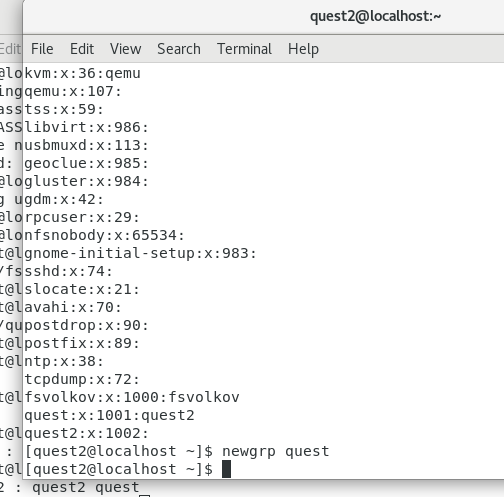 quest2@localhost:~
Edit File Edit View Search Terminal Help
@lokvm:x:36:qemu
ingqemu:x:107:
asstss:x:59:
ASSlibvirt:x:986:
e nusbmuxd:x:113:
d: geoclue:x:985:
@logluster:x:984:
g ugdm:x:42:
@lorpcuser:x:29:
@lonfsnobody:x:65534:
t@lgnome-initial-setup:x:983:
/fssshd:x:74:
t@lslocate:x:21:
t@lavahi:x:70:
/qupostdrop:x:90:
t@lpostfix:x:89:
t@lntp:x:38:
tcpdump:x:72:
t@lfsvolkov:x:1000:fsvolkov
quest:x:1001:quest2
t@lquest2:x:1002:
: [quest2@localhost ~]$ newgrp quest
t@l[quest2@localhost ~]$
2 : quest2 quest